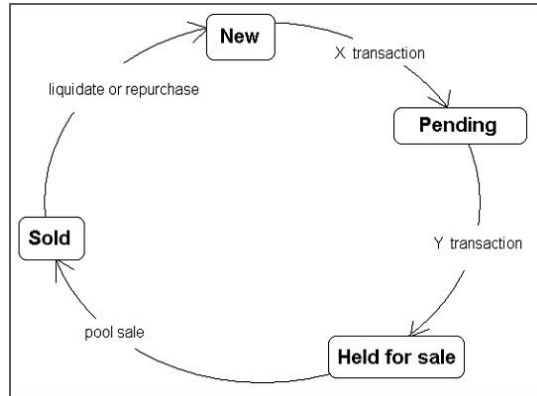 New
X transaction
liquidate or repurchase
Pending
Sold
Y transaction
pool sale
Held for sale